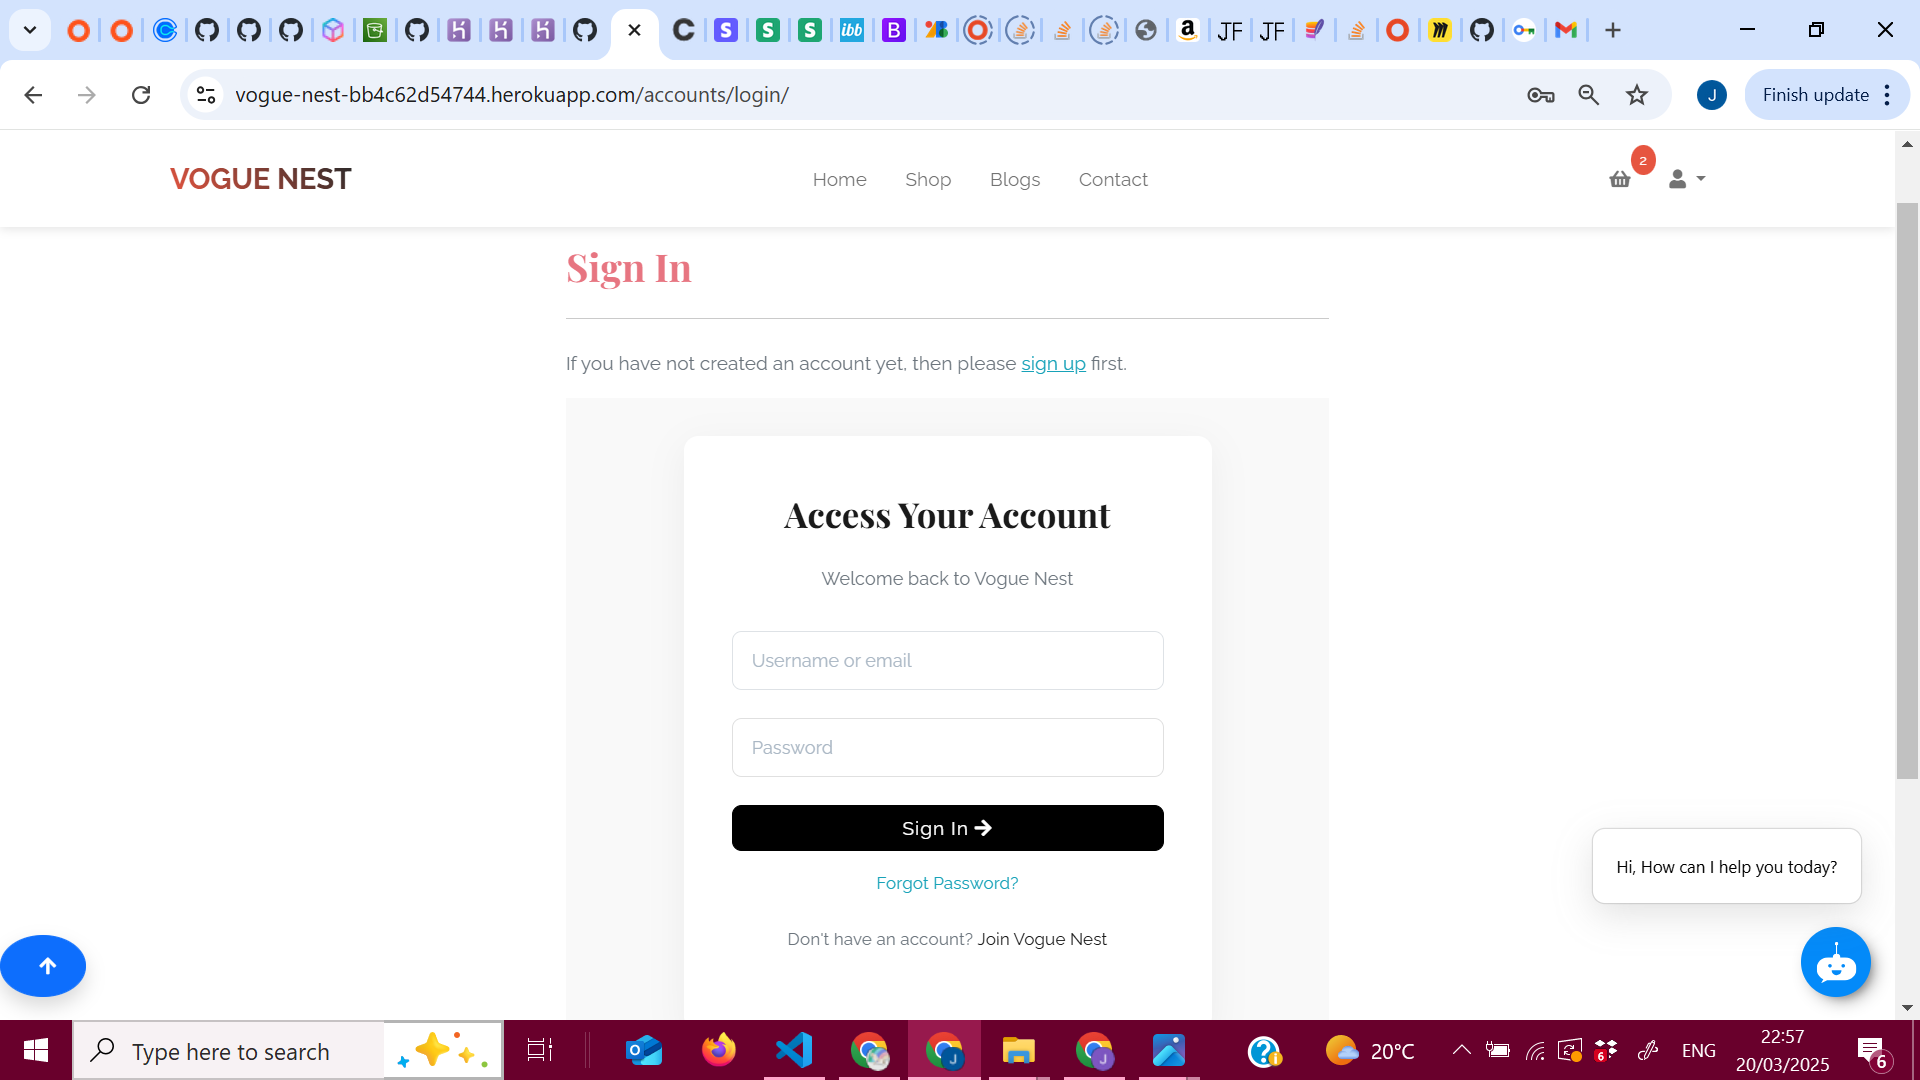 vogue-nest-bb4c62d54744.herokuapp.com/accounts/login/
J
Finish update
VOGUE NEST
Home
Shop
Blogs
Contact
2
Sign In
If you have not created an account yet, then please sign up first.
Access Your Account
Welcome back to Vogue Nest
Username or email
Password
Sign In
Forgot Password?
Don't have an account? Join Vogue Nest
Hi, How can I help you today?
Type here to search
20°C
ENG
22:57
20/03/2025
6